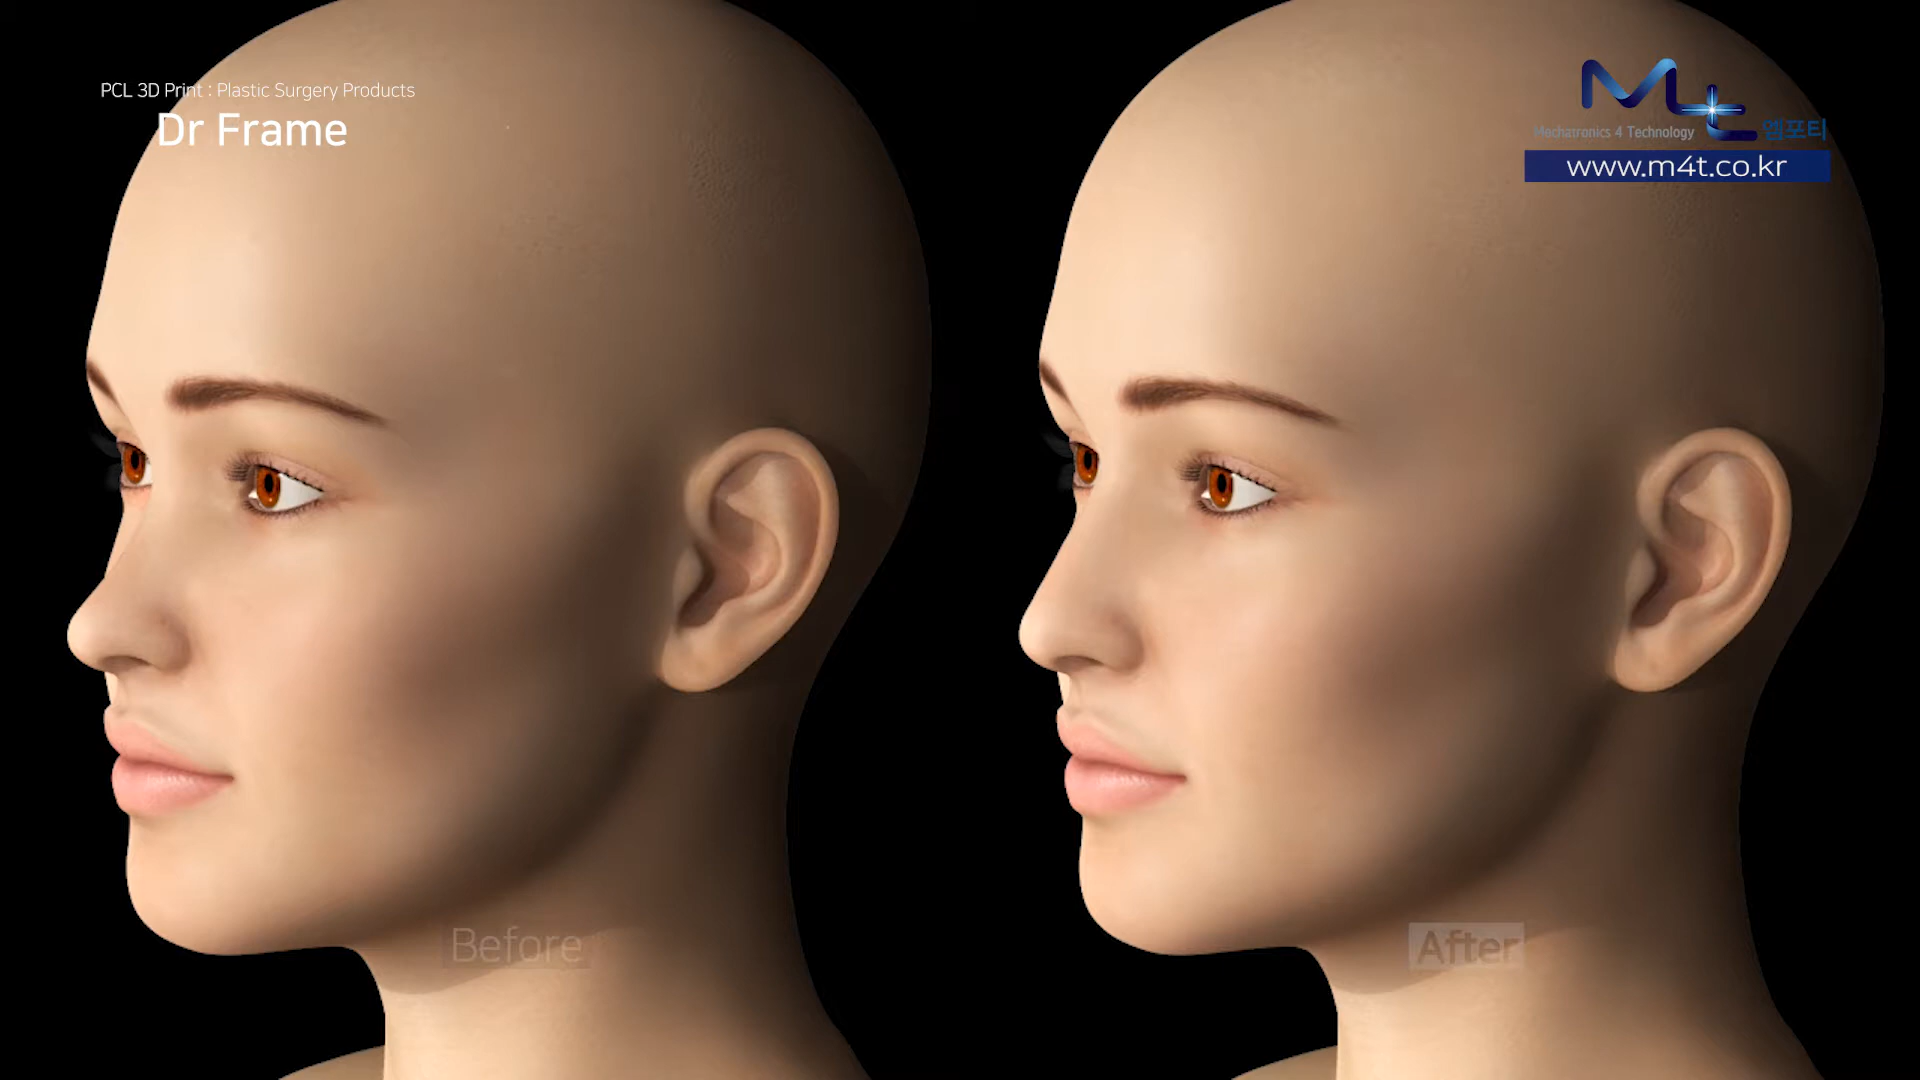 PCL 3D Print : Plastic Surgery Products
Dr Frame
Mechatronics 4 Technology
엠포티
www.m4t.co.kr
Before
After